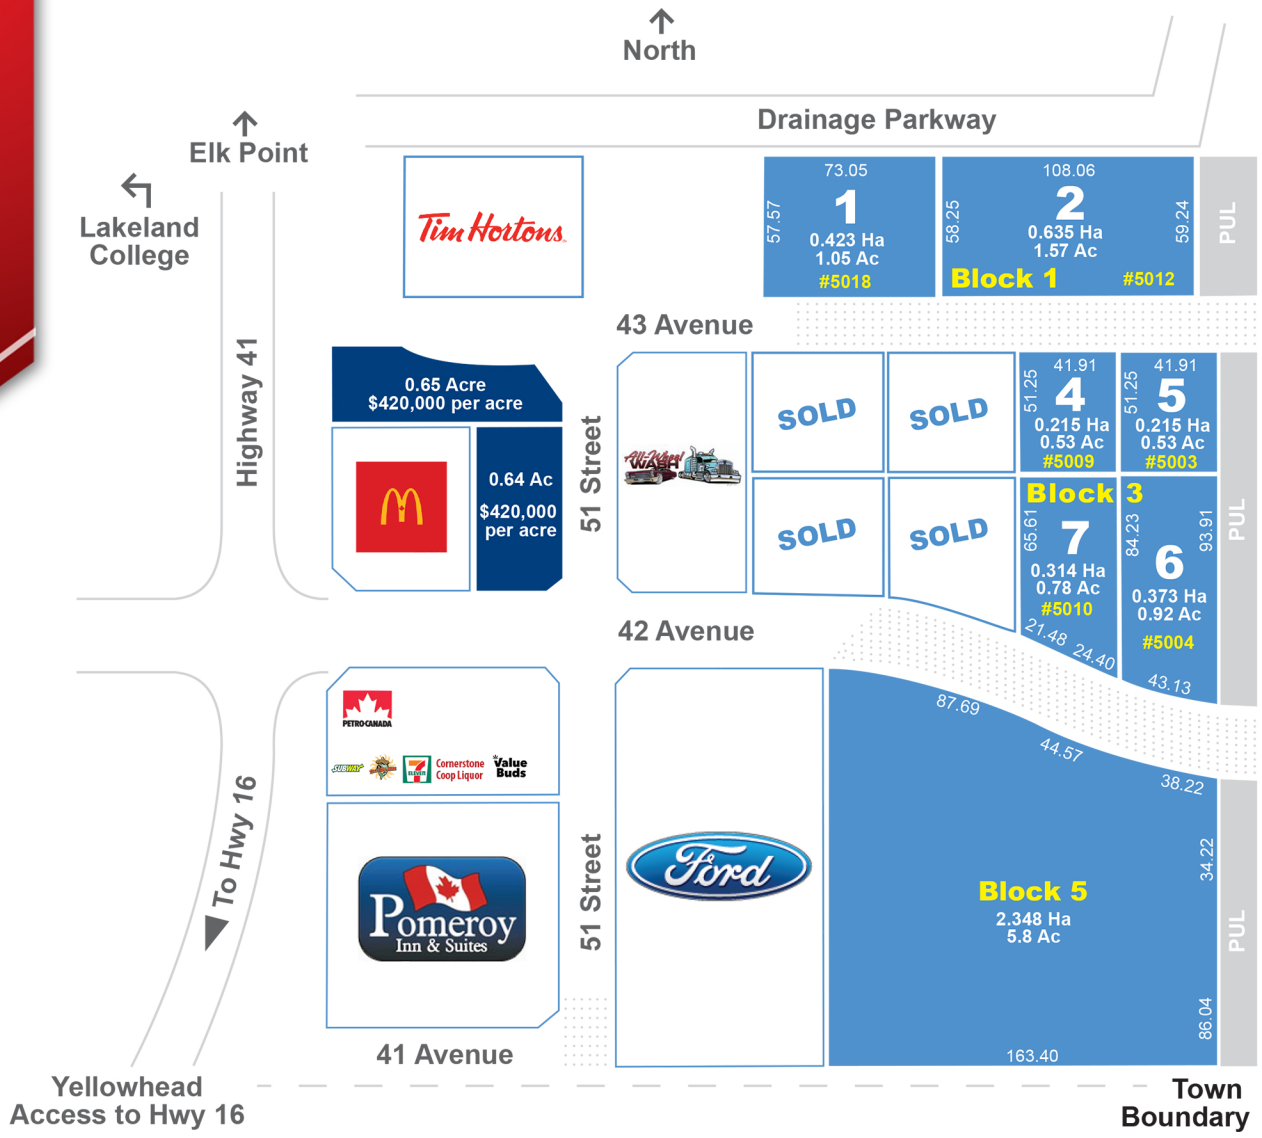 North
Drainage Parkway
Elk Point
Lakeland
College
Tim Hortons
73.05
57.57
1
0.423 Ha
1.05 Ac
#5018
108.06
58.25
2
59.24
0.635 Ha
1.57 Ac
Block 1
#5012
PUL
43 Avenue
Highway 41
0.65 Acre
$420,000 per acre
0.64 Ac
$420,000
per acre
51 Street
All-Wheel
WASH
SOLD
SOLD
SOLD
SOLD
41.91
51.25
4
0.215 Ha
0.53 Ac
#5009
41.91
51.25
5
0.215 Ha
0.53 Ac
#5003
Block 3
65.61
7
0.314 Ha
0.78 Ac
#5010
21.48
24.40
84.23
93.91
6
0.373 Ha
0.92 Ac
#5004
43.13
PUL
42 Avenue
PETRO-CANADA
SUBWAY
7
ELEVEN
Cornerstone
Coop Liquor
Value
Buds
To Hwy 16
Pomeroy
Inn & Suites
51 Street
Ford
87.69
44.57
38.22
34.22
Block 5
2.348 Ha
5.8 Ac
86.04
163.40
PUL
41 Avenue
Yellowhead
Access to Hwy 16
Town
Boundary